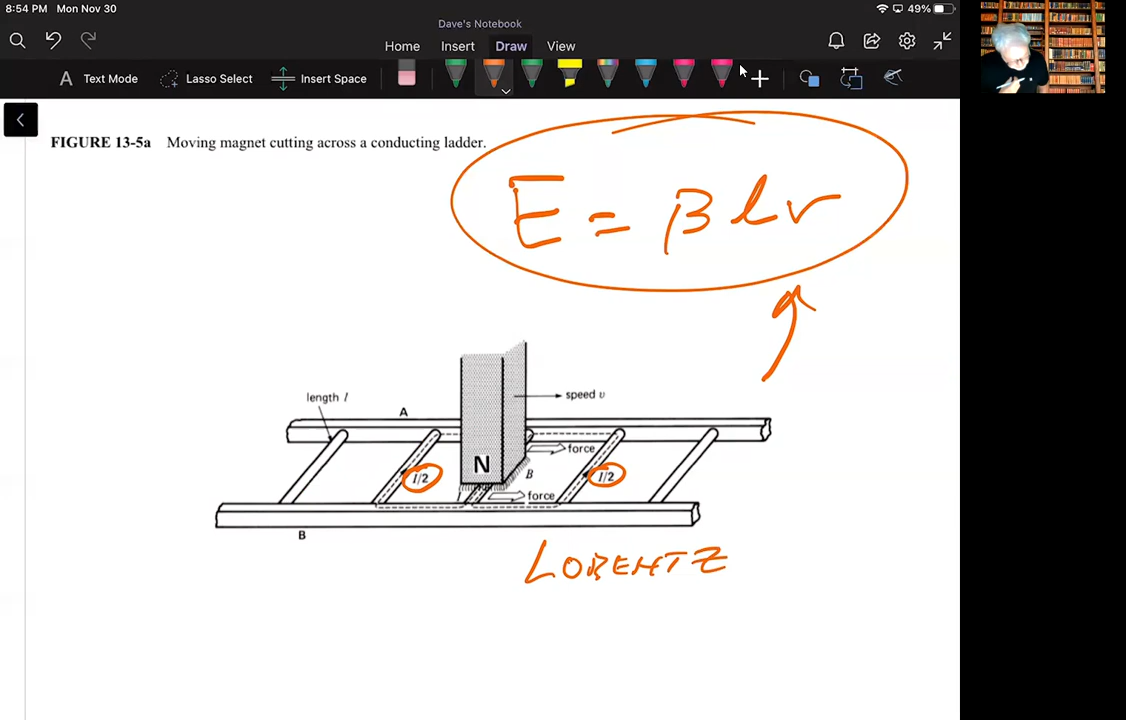 8:54 PM Mon Nov 30
49%
Dave's Notebook
Home Insert Draw View
Text Mode Lasso Select Insert Space
FIGURE 13-5a Moving magnet cutting across a conducting ladder.
E = β l v
length l
A
speed v
N
force
I/2
B
I/2
I
force
B
LORENTZ